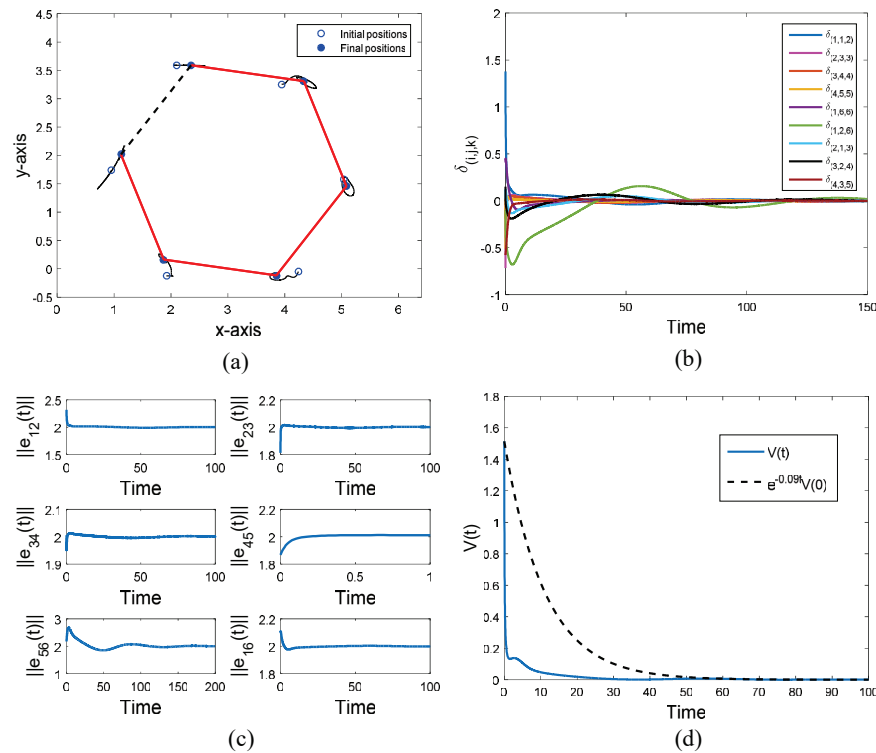 Initial positions
Final positions
y-axis
4
3.5
3
2.5
2
1.5
1
0.5
0
-0.5
0 1 2 3 4 5 6
x-axis
(a)
δ(1,1,2)
δ(2,3,3)
δ(3,4,4)
δ(4,5,5)
δ(1,6,6)
δ(1,2,6)
δ(2,1,3)
δ(3,2,4)
δ(4,3,5)
δ(i,j,k)
2
1.5
1
0.5
0
-0.5
-1
0 50 100 150
Time
(b)
||e12(t)||
2.5
2
1.5
0 50 100
Time
||e23(t)||
2.2
2
1.8
0 50 100
Time
||e34(t)||
2.1
2
1.9
0 50 100
Time
||e45(t)||
2.2
2
1.8
0 0.5 1
Time
||e56(t)||
3
2
1
0 50 100 150 200
Time
||e16(t)||
2.2
2
1.8
0 50 100
Time
(c)
V(t)
e-0.09tV(0)
V(t)
2
1.8
1.6
1.4
1.2
1
0.8
0.6
0.4
0.2
0
0 10 20 30 40 50 60 70 80 90 100
Time
(d)